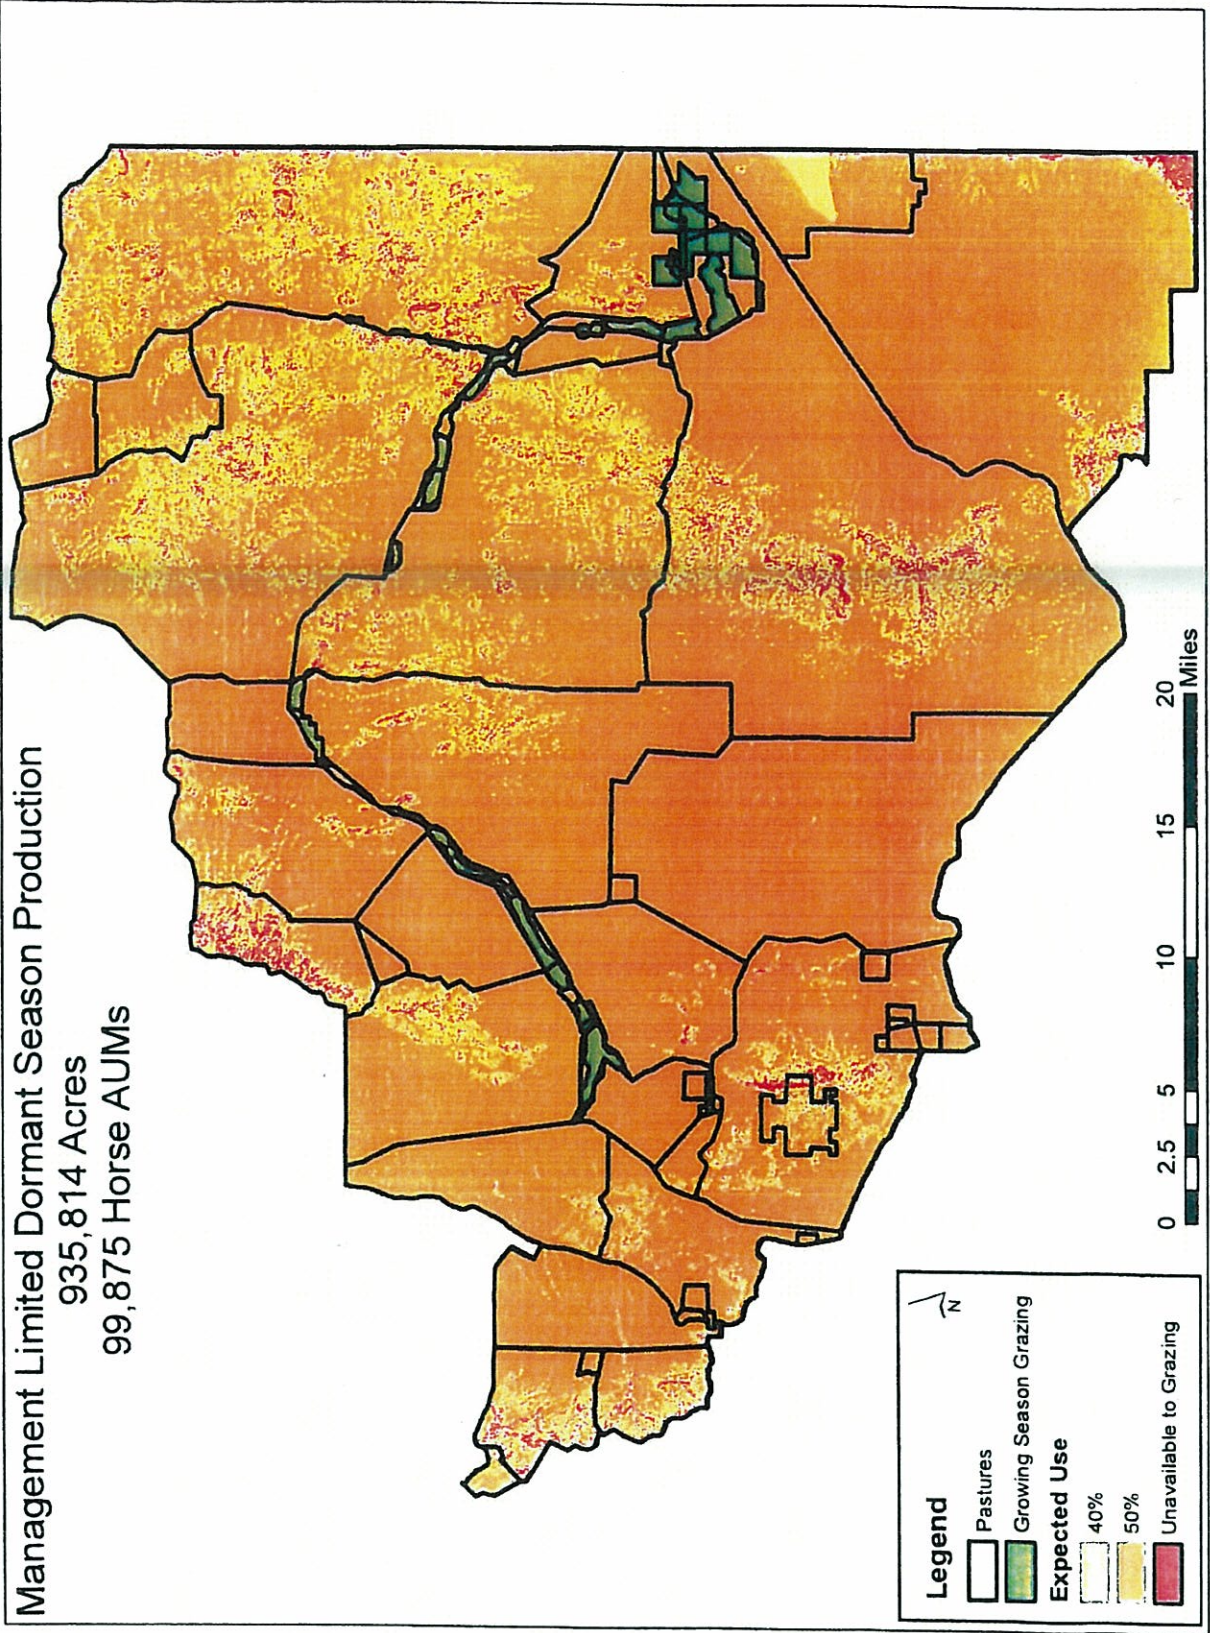 Management Limited Dormant Season Production
935,814 Acres
99,875 Horse AUMs
0 2.5 5 10 15 20
Miles
N
Legend
Pastures
Growing Season Grazing
Expected Use
40%
50%
Unavailable to Grazing